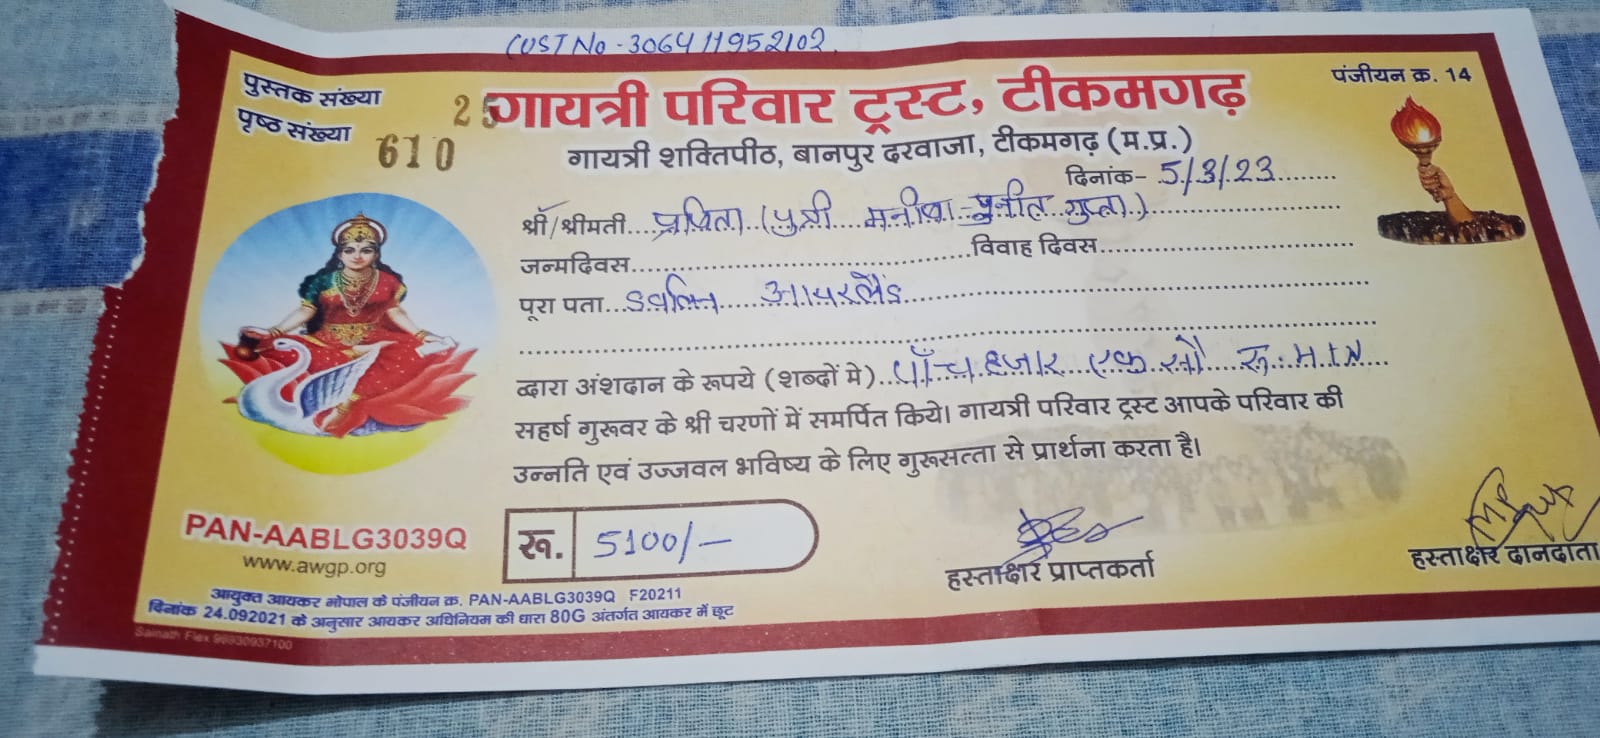 CUST No - 306411952102
पुस्तक संख्या 25
पृष्ठ संख्या 610
गायत्री परिवार ट्रस्ट, टीकमगढ़
पंजीयन क्र. 14
गायत्री शक्तिपीठ, बानपुर दरवाजा, टीकमगढ़ (म.प्र.)
दिनांक- 5/3/23
श्री/श्रीमती (पुत्री मनीषा-पुनीत गुप्ता)
जन्मदिवस विवाह दिवस
पूरा पता डबलिन आयरलैंड
द्वारा अंशदान के रूपये (शब्दों मे) पाँच हजार एक सौ रु.
सहर्ष गुरूवर के श्री चरणों में समर्पित किये। गायत्री परिवार ट्रस्ट आपके परिवार की
उन्नति एवं उज्जवल भविष्य के लिए गुरूसत्ता से प्रार्थना करता है।
रू. 5100/-
हस्ताक्षर प्राप्तकर्ता
हस्ताक्षर दानदाता
PAN-AABLG3039Q
www.awgp.org
आयुक्त आयकर भोपाल के पंजीयन क्र. PAN-AABLG3039Q F20211
दिनांक 24.092021 के अनुसार आयकर अधिनियम की धारा 80G अंतर्गत आयकर में छूट
Sainath Flex 98930937100